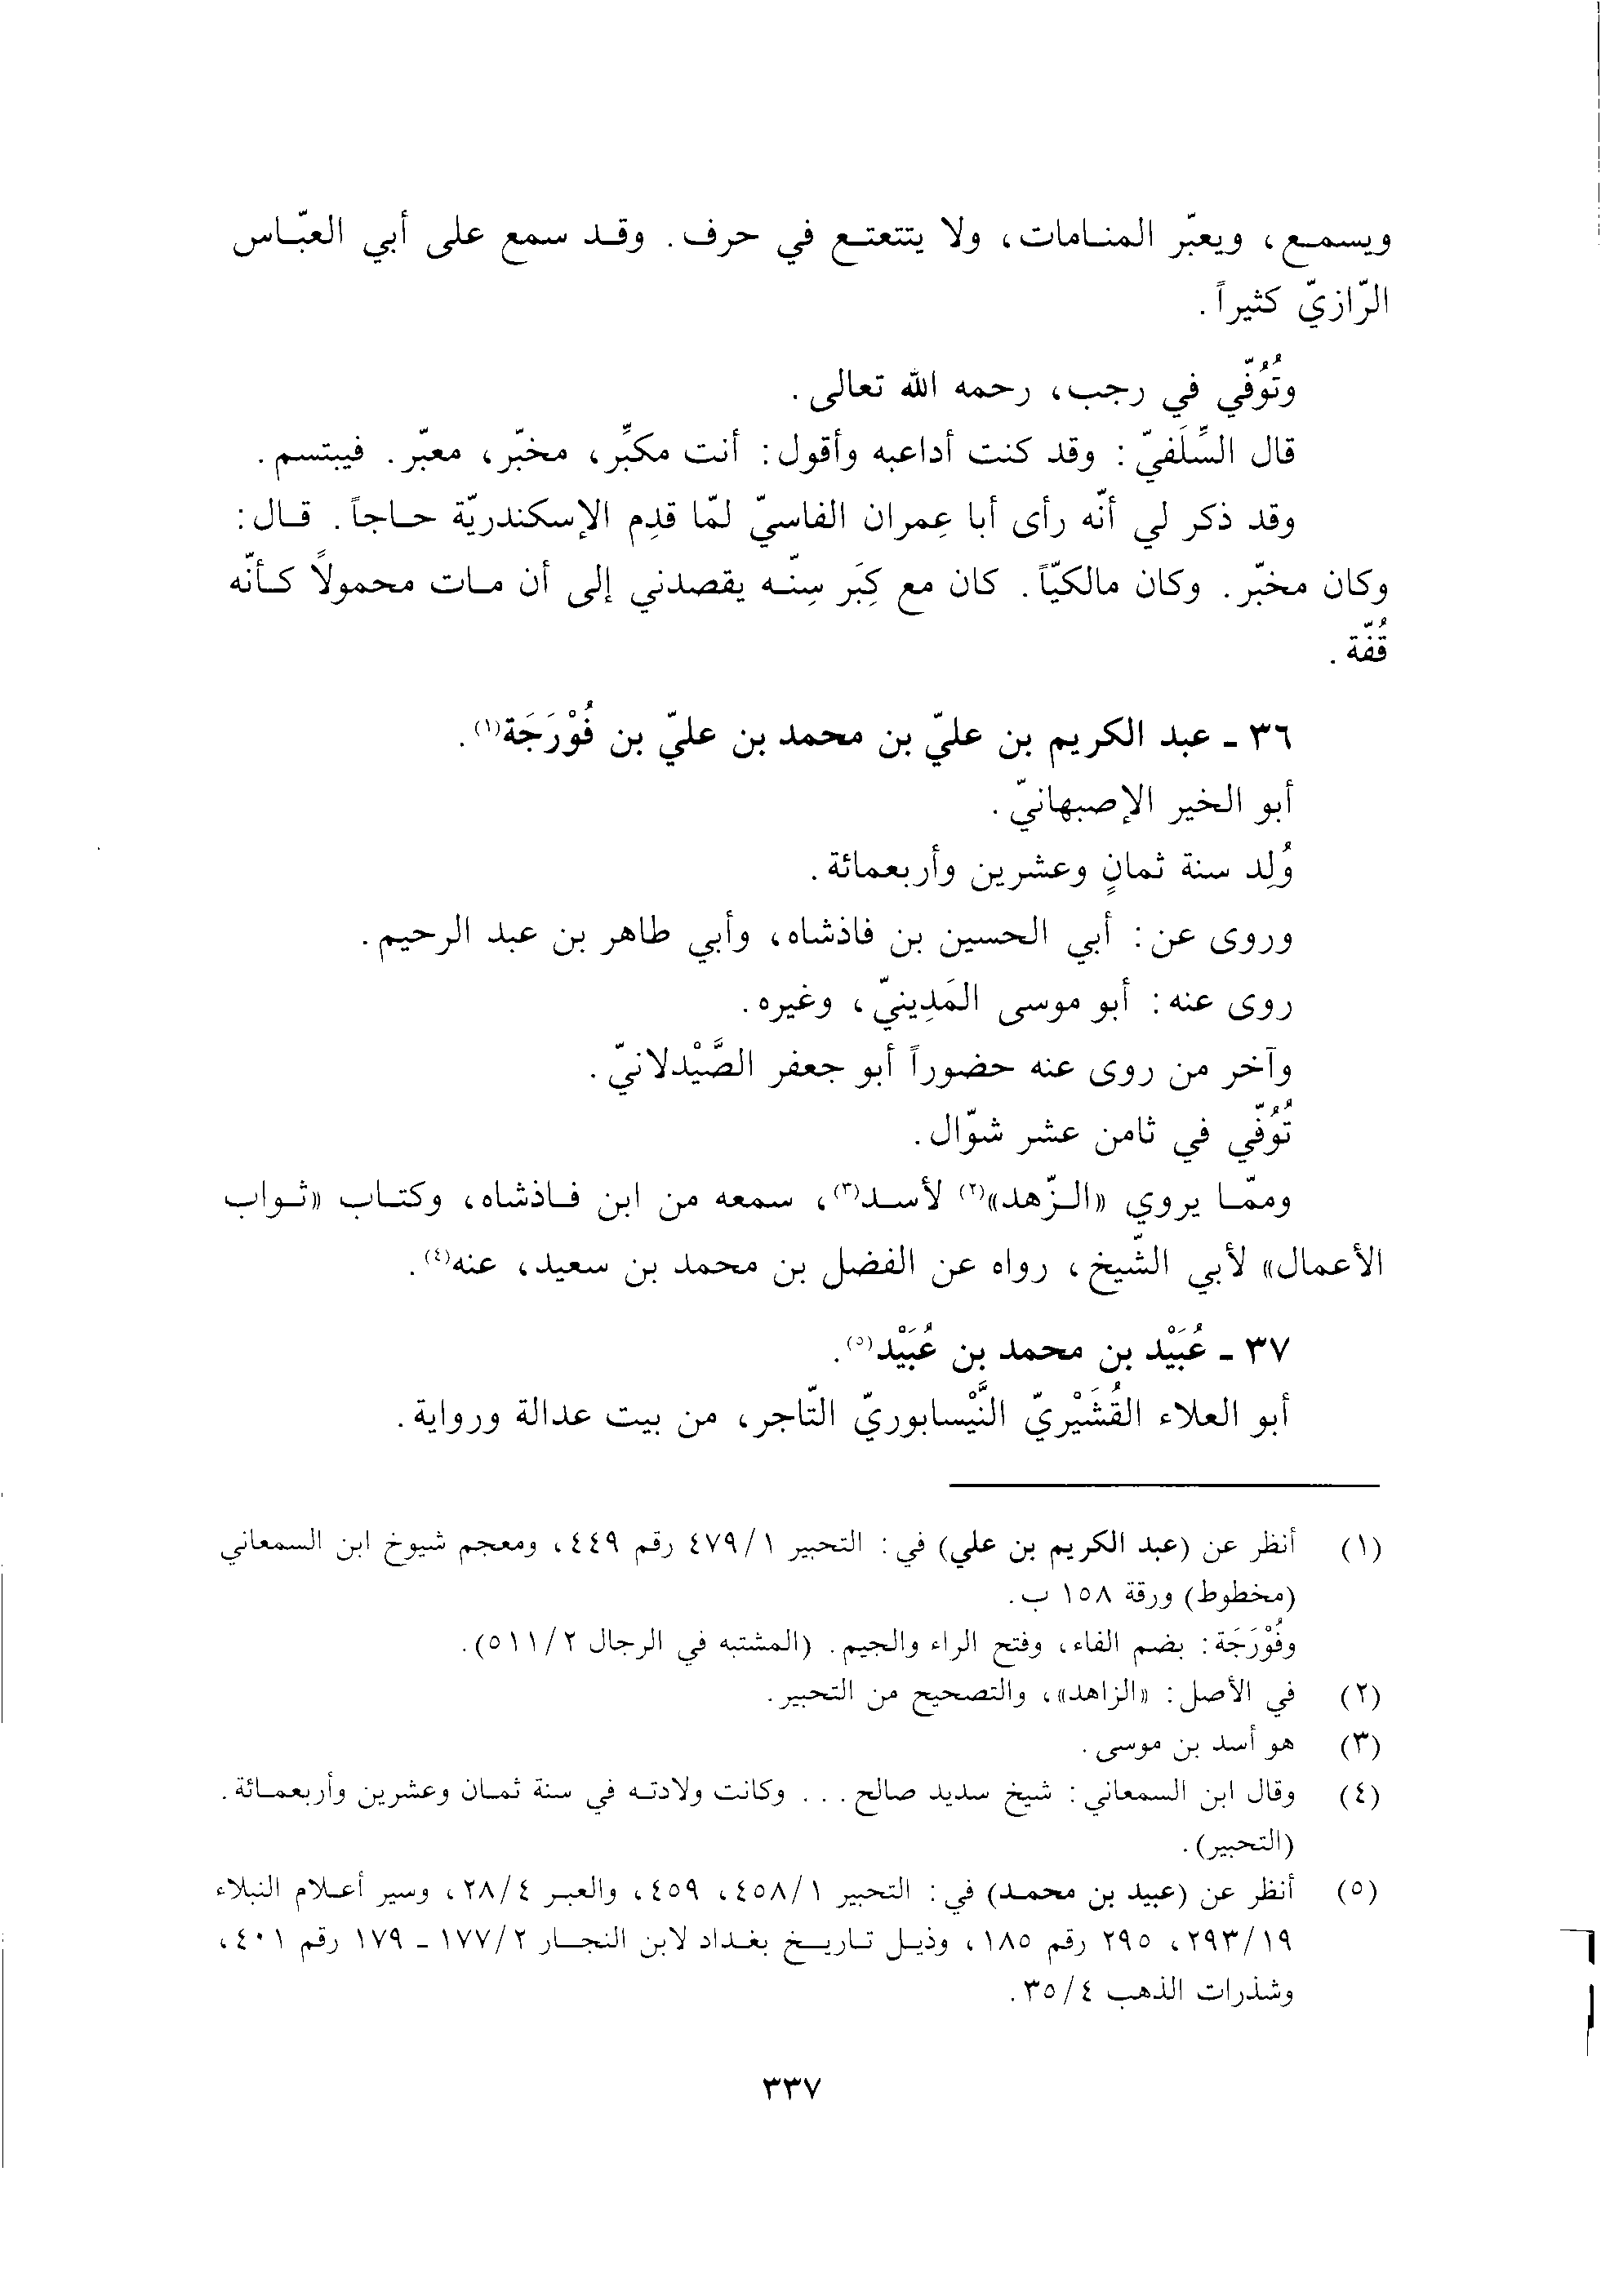 ويسمع، ويعبّر المنامات، ولا يتتعتع في حرف. وقد سمع على أبي العبّاس
الرّازيّ كثيراً.
وتُوُفّي في رجب، رحمه الله تعالى.
قال السِّلَفيّ: وقد كنت أداعبه وأقول: أنت مكبِّر، مخبّر، معبّر. فيبتسم.
وقد ذكر لي أنّه رأى أبا عِمران الفاسيّ لمّا قدِم الإسكندريّة حاجاً. قال:
وكان مخبّر. وكان مالكيّاً. كان مع كِبَر سِنّه يقصدني إلى أن مات محمولاً كأنّه
قُفّة.
٣٦ ـ عبد الكريم بن عليّ بن محمد بن عليّ بن فُوْرَجَة(١).
أبو الخير الإصبهانيّ.
وُلِد سنة ثمانٍ وعشرين وأربعمائة.
وروى عن: أبي الحسين بن فاذشاه، وأبي طاهر بن عبد الرحيم.
روى عنه: أبو موسى المَدِينيّ، وغيره.
وآخر من روى عنه حضوراً أبو جعفر الصَّيْدلانيّ.
تُوُفّي في ثامن عشر شوّال.
وممّا يروي «الزّهد»(٢) لأسد(٣)، سمعه من ابن فاذشاه، وكتاب «ثواب
الأعمال» لأبي الشّيخ، رواه عن الفضل بن محمد بن سعيد، عنه(٤).
٣٧ ـ عُبَيْد بن محمد بن عُبَيْد(٥).
أبو العلاء القُشَيْريّ النَّيْسابوريّ التّاجر، من بيت عدالة ورواية.
(١) أنظر عن (عبد الكريم بن علي) في: التحبير ٤٧٩/١ رقم ٤٤٩، ومعجم شيوخ ابن السمعاني
(مخطوط) ورقة ١٥٨ ب.
وفُوْرَجَة: بضم الفاء، وفتح الراء والجيم. (المشتبه في الرجال ٥١١/٢).
(٢) في الأصل: «الزاهد»، والتصحيح من التحبير.
(٣) هو أسد بن موسى.
(٤) وقال ابن السمعاني: شيخ سديد صالح... وكانت ولادته في سنة ثمان وعشرين وأربعمائة.
(التحبير).
(٥) أنظر عن (عبيد بن محمد) في: التحبير ٤٥٨/١، ٤٥٩، والعبر ٢٨/٤، وسير أعلام النبلاء
٢٩٣/١٩، ٢٩٥ رقم ١٨٥، وذيل تاريخ بغداد لابن النجار ١٧٧/٢ ـ ١٧٩ رقم ٤٠١،
وشذرات الذهب ٣٥/٤.
٣٣٧